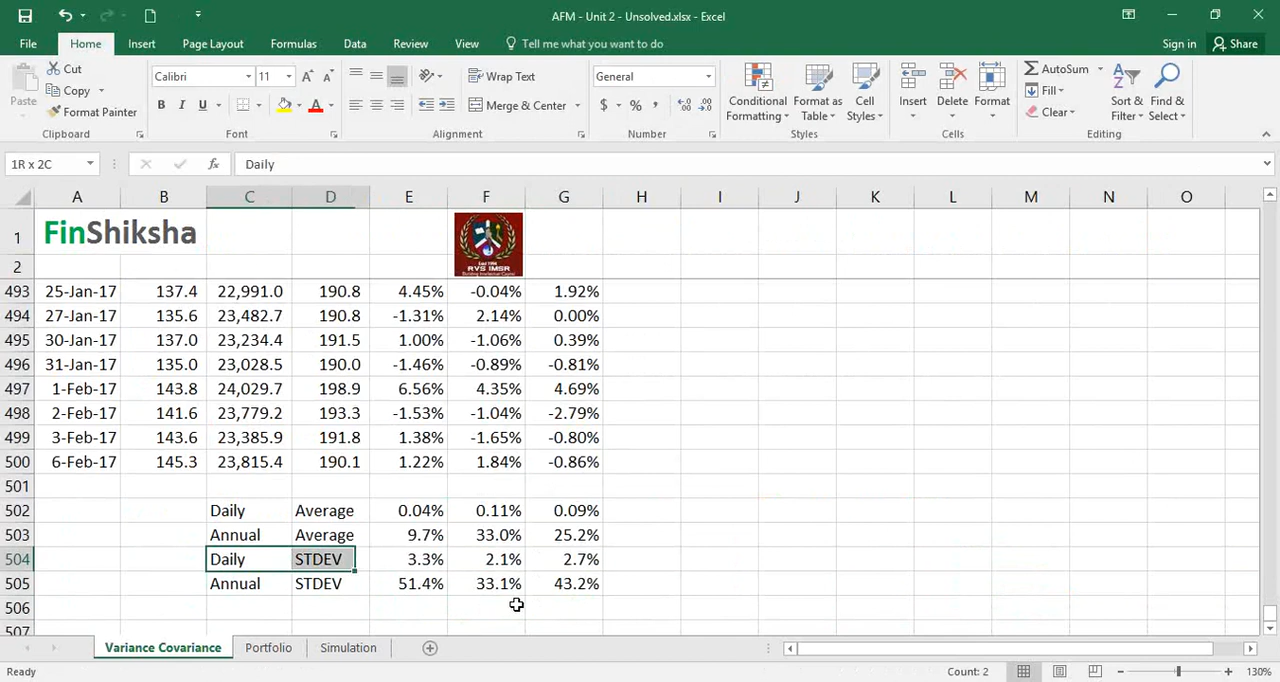 AFM - Unit 2 - Unsolved.xlsx - Excel
File Home Insert Page Layout Formulas Data Review View Tell me what you want to do Sign in Share
Cut
Copy
Format Painter
Paste
Clipboard
Calibri 11
B I U
Font
Wrap Text
Merge & Center
Alignment
General
$ % ,
Number
Conditional Formatting
Format as Table
Cell Styles
Styles
Insert Delete Format
Cells
AutoSum
Fill
Clear
Sort & Filter
Find & Select
Editing
1R x 2C fx Daily
A B C D E F G H I J K L M N O
1 FinShiksha
RVS IMSR
2
493 25-Jan-17 137.4 22,991.0 190.8 4.45% -0.04% 1.92%
494 27-Jan-17 135.6 23,482.7 190.8 -1.31% 2.14% 0.00%
495 30-Jan-17 137.0 23,234.4 191.5 1.00% -1.06% 0.39%
496 31-Jan-17 135.0 23,028.5 190.0 -1.46% -0.89% -0.81%
497 1-Feb-17 143.8 24,029.7 198.9 6.56% 4.35% 4.69%
498 2-Feb-17 141.6 23,779.2 193.3 -1.53% -1.04% -2.79%
499 3-Feb-17 143.6 23,385.9 191.8 1.38% -1.65% -0.80%
500 6-Feb-17 145.3 23,815.4 190.1 1.22% 1.84% -0.86%
501
502 Daily Average 0.04% 0.11% 0.09%
503 Annual Average 9.7% 33.0% 25.2%
504 Daily STDEV 3.3% 2.1% 2.7%
505 Annual STDEV 51.4% 33.1% 43.2%
506
507
Variance Covariance Portfolio Simulation
Ready Count: 2 130%